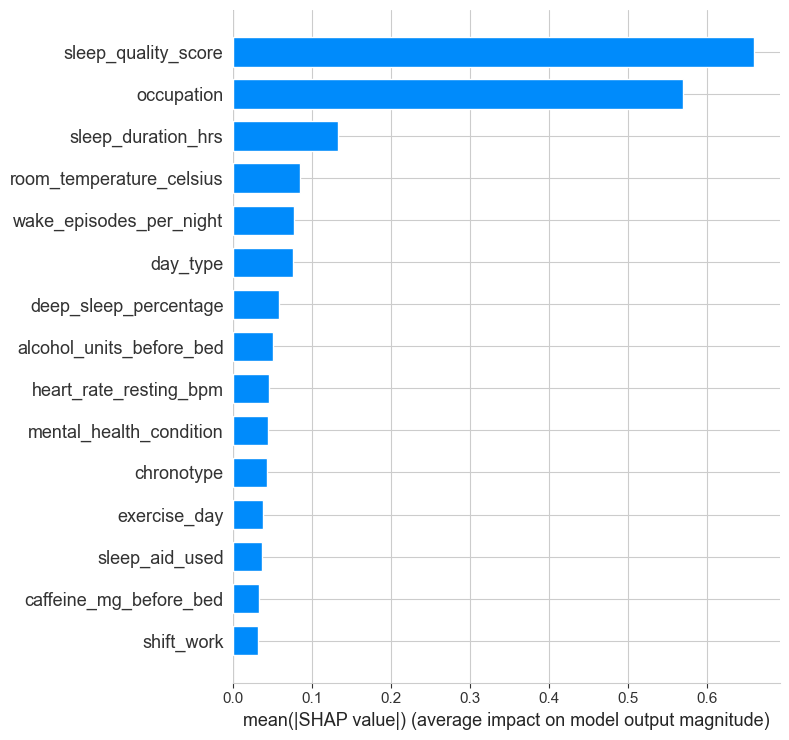 sleep_quality_score
occupation
sleep_duration_hrs
room_temperature_celsius
wake_episodes_per_night
day_type
deep_sleep_percentage
alcohol_units_before_bed
heart_rate_resting_bpm
mental_health_condition
chronotype
exercise_day
sleep_aid_used
caffeine_mg_before_bed
shift_work
0.0 0.1 0.2 0.3 0.4 0.5 0.6
mean(|SHAP value|) (average impact on model output magnitude)